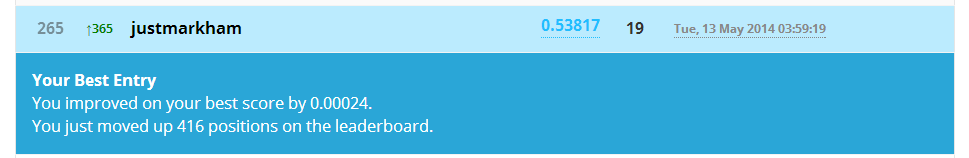 265 ↑365 justmarkham 0.53817 19 Tue, 13 May 2014 03:59:19
Your Best Entry
You improved on your best score by 0.00024.
You just moved up 416 positions on the leaderboard.